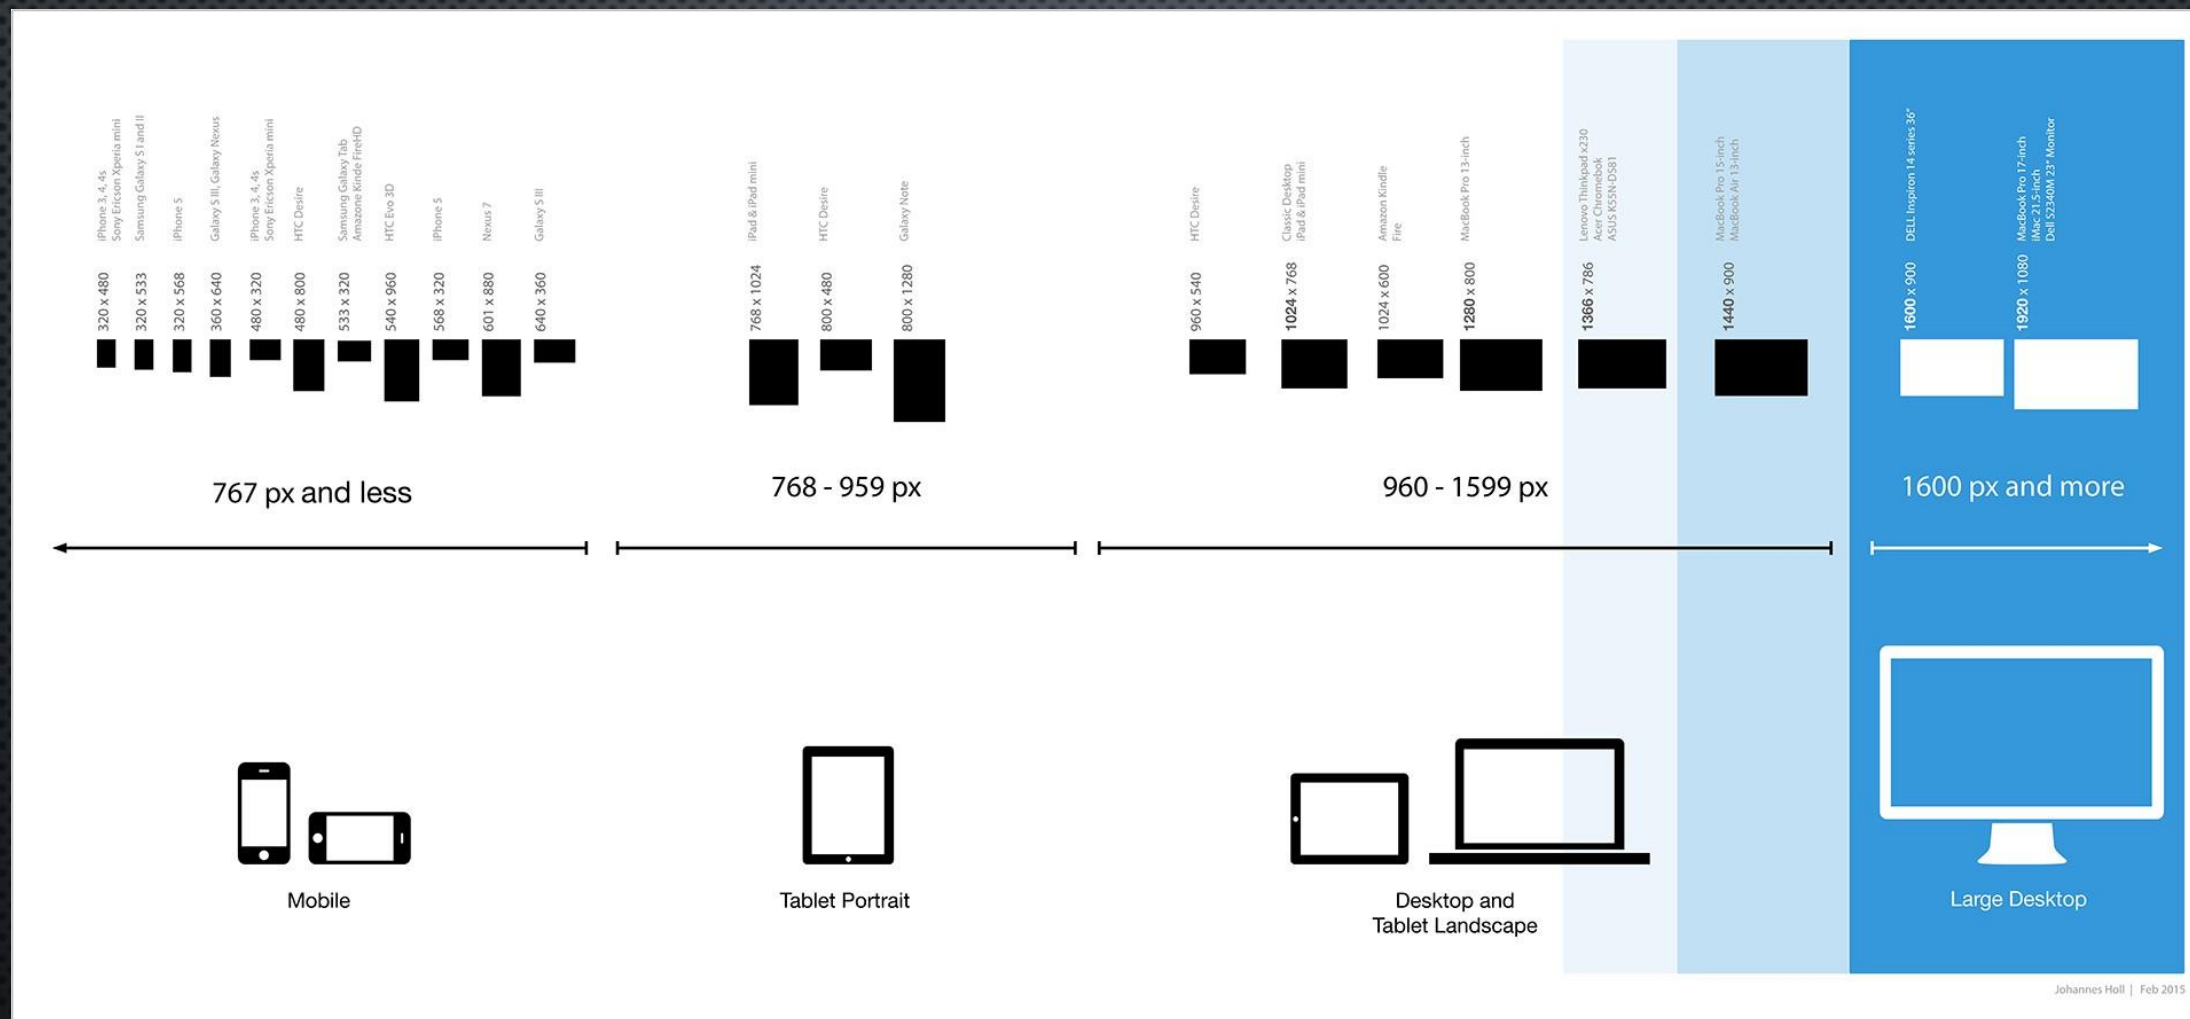 iPhone 3, 4, 4s
Sony Ericson Xperia mini
320 x 480
Samsung Galaxy S I and II
320 x 533
iPhone 5
320 x 568
Galaxy S III, Galaxy Nexus
360 x 640
iPhone 3, 4, 4s
Sony Ericson Xperia mini
480 x 320
HTC Desire
480 x 800
Samsung Galaxy Tab
Amazone Kinde FireHD
533 x 320
HTC Evo 3D
540 x 960
iPhone 5
568 x 320
Nexus 7
601 x 880
Galaxy S III
640 x 360
iPad & iPad mini
768 x 1024
HTC Desire
800 x 480
Galaxy Note
800 x 1280
HTC Desire
960 x 540
Classic Desktop
iPad & iPad mini
1024 x 768
Amazon Kindle
Fire
1024 x 600
MacBook Pro 13-inch
1280 x 800
Lenovo Thinkpad x230
Acer Chromebok
ASUS K55N-DS81
1366 x 786
MacBook Pro 15-inch
MacBook Air 13-inch
1440 x 900
DELL Inspiron 14 series 36"
1600 x 900
MacBook Pro 17-inch
iMac 21.5-inch
Dell S2340M 23" Monitor
1920 x 1080
767 px and less
768 - 959 px
960 - 1599 px
1600 px and more
Mobile
Tablet Portrait
Desktop and
Tablet Landscape
Large Desktop
Johannes Holl | Feb 2015